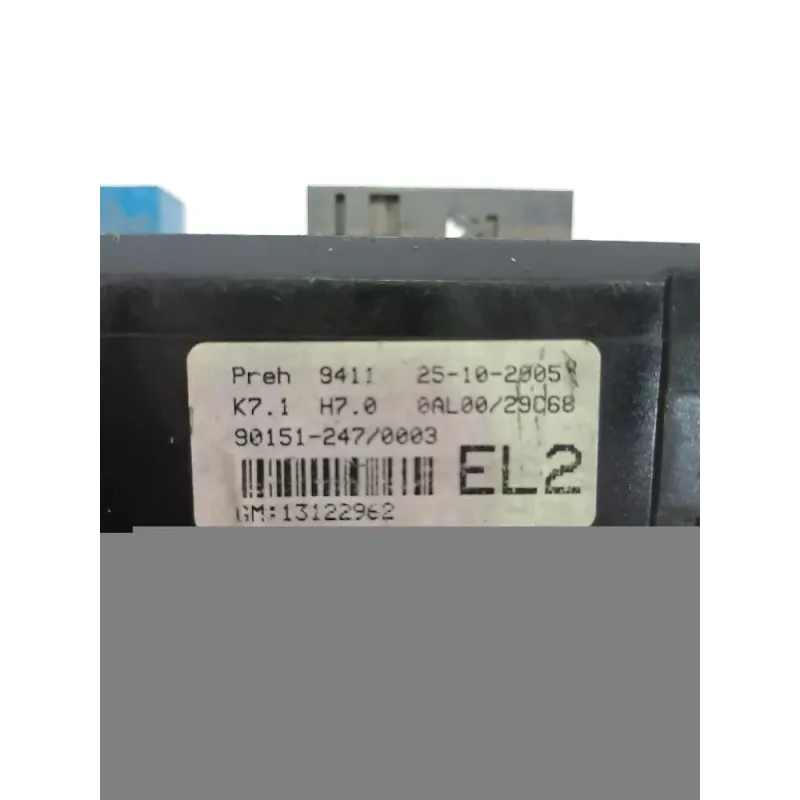 Preh 9411 25-10-2005
K7.1 H7.0 0AL00/29C68
90151-247/0003
EL2
GM:13122962